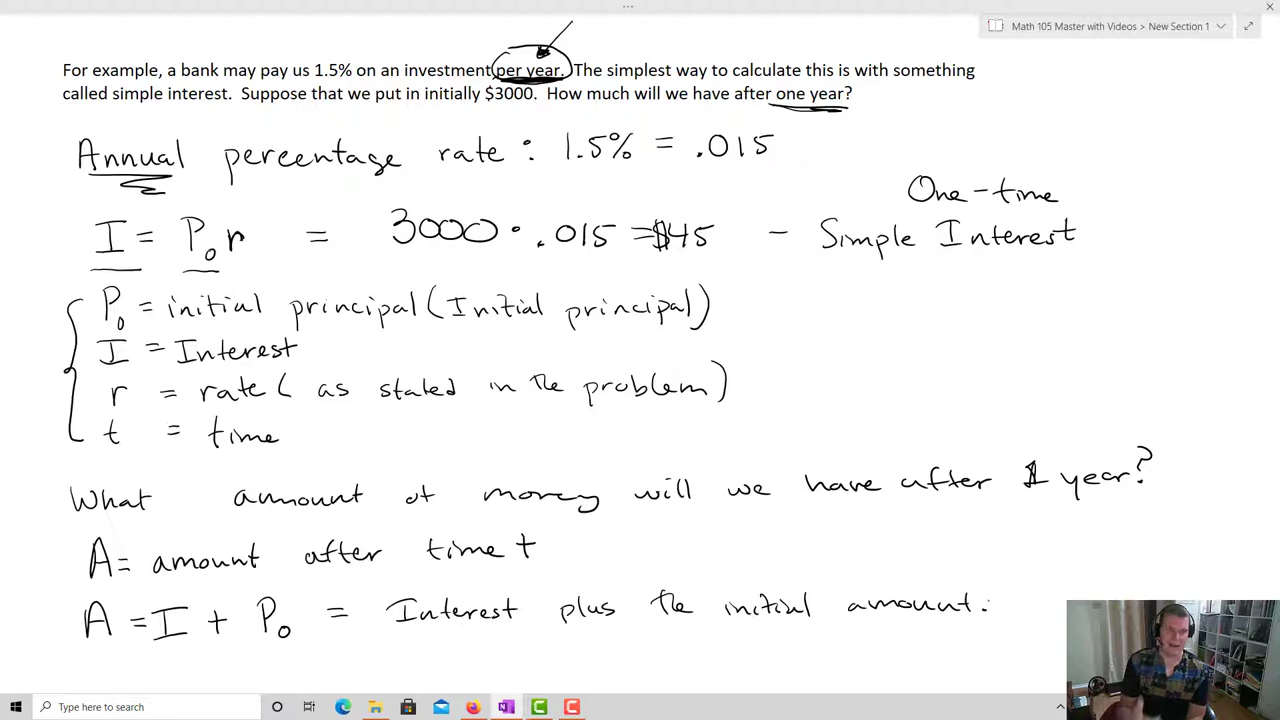 Math 105 Master with Videos > New Section 1
For example, a bank may pay us 1.5% on an investment per year. The simplest way to calculate this is with something
called simple interest. Suppose that we put in initially $3000. How much will we have after one year?
Annual percentage rate : 1.5% = .015
One-time
I = P₀r = 3000 · .015 = $45 - Simple Interest
P₀ = initial principal (Initial principal)
I = Interest
r = rate ( as stated in the problem)
t = time
What amount of money will we have after 1 year?
A = amount after time t
A = I + P₀ = Interest plus the initial amount.
Type here to search